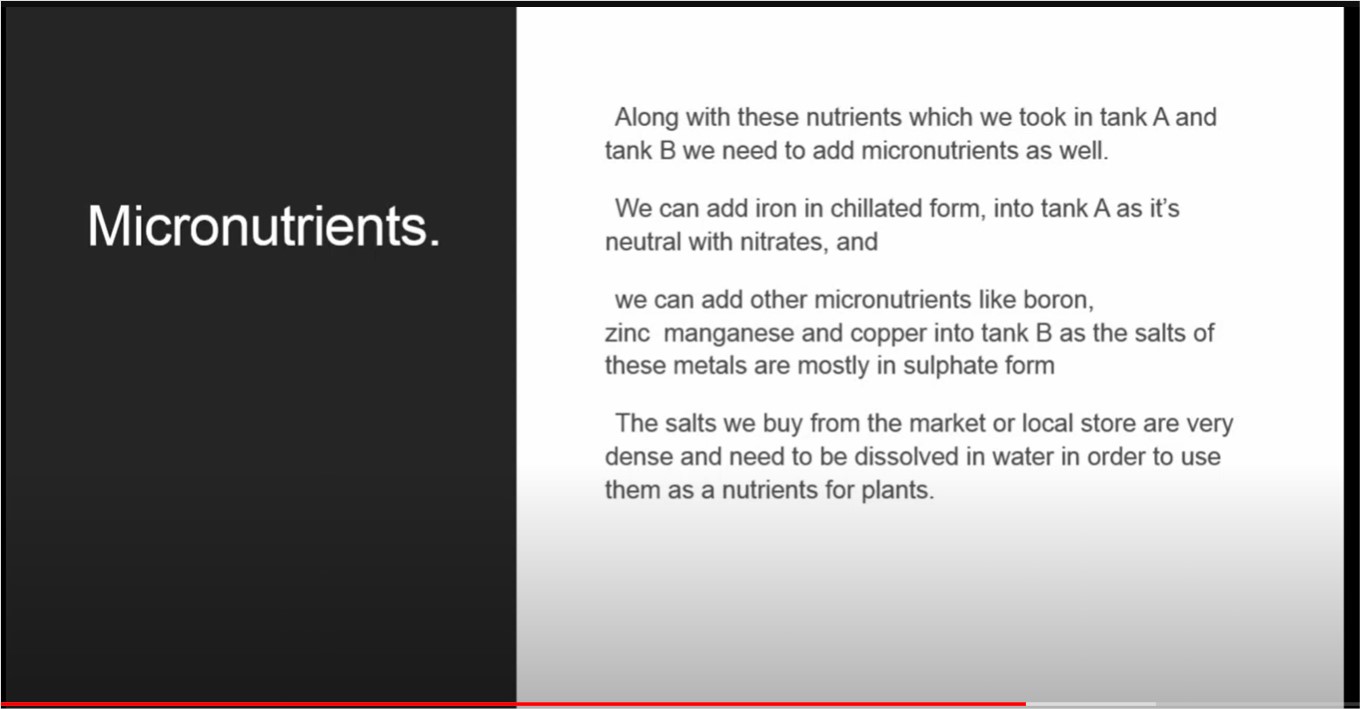 Micronutrients.
Along with these nutrients which we took in tank A and
tank B we need to add micronutrients as well.
We can add iron in chillated form, into tank A as it’s
neutral with nitrates, and
we can add other micronutrients like boron,
zinc  manganese and copper into tank B as the salts of
these metals are mostly in sulphate form
The salts we buy from the market or local store are very
dense and need to be dissolved in water in order to use
them as a nutrients for plants.